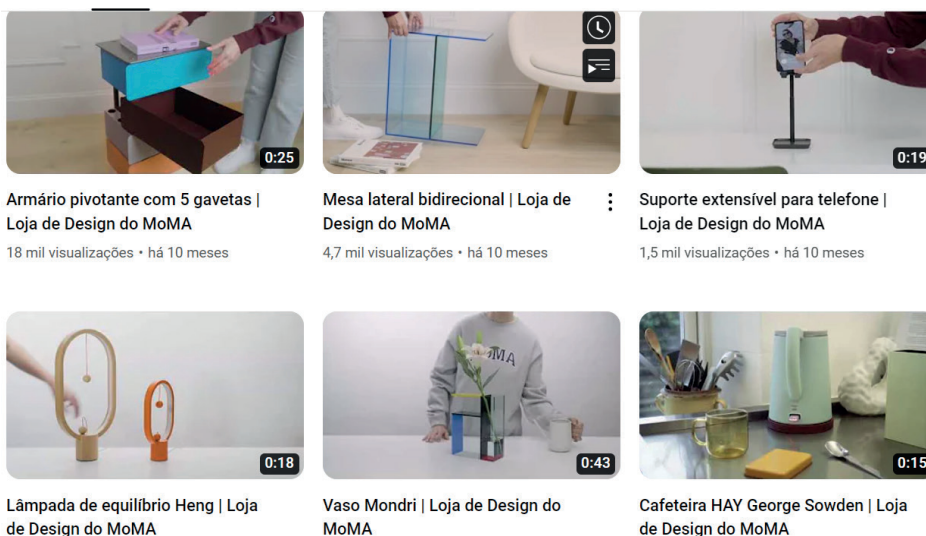 0:25
0:19
Armário pivotante com 5 gavetas |
Loja de Design do MoMA
18 mil visualizações • há 10 meses
Mesa lateral bidirecional | Loja de
Design do MoMA
4,7 mil visualizações • há 10 meses
Suporte extensível para telefone |
Loja de Design do MoMA
1,5 mil visualizações • há 10 meses
MoMA
0:18
0:43
0:15
Lâmpada de equilíbrio Heng | Loja
de Design do MoMA
Vaso Mondri | Loja de Design do
MoMA
Cafeteira HAY George Sowden | Loja
de Design do MoMA